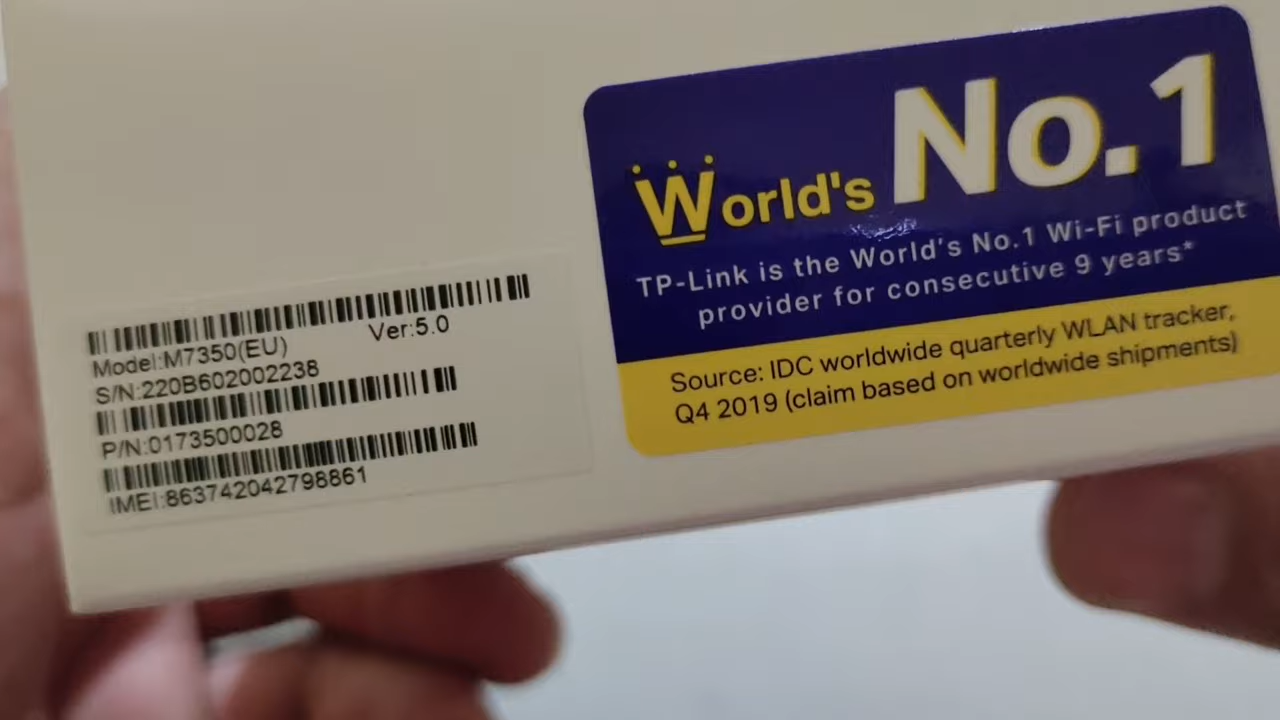 Model:M7350(EU) Ver:5.0
S/N:220B602002238
P/N:0173500028
IMEI:863742042798861
World's No.1
TP-Link is the World's No.1 Wi-Fi product
provider for consecutive 9 years*
Source: IDC worldwide quarterly WLAN tracker,
Q4 2019 (claim based on worldwide shipments)